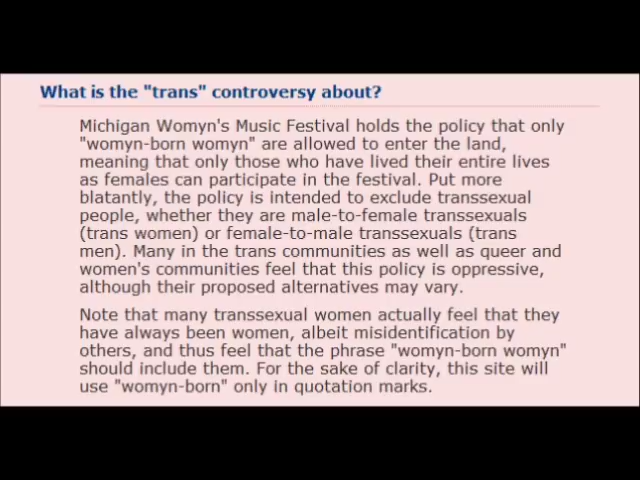 What is the "trans" controversy about?
Michigan Womyn's Music Festival holds the policy that only
"womyn-born womyn" are allowed to enter the land,
meaning that only those who have lived their entire lives
as females can participate in the festival. Put more
blatantly, the policy is intended to exclude transsexual
people, whether they are male-to-female transsexuals
(trans women) or female-to-male transsexuals (trans
men). Many in the trans communities as well as queer and
women's communities feel that this policy is oppressive,
although their proposed alternatives may vary.
Note that many transsexual women actually feel that they
have always been women, albeit misidentification by
others, and thus feel that the phrase "womyn-born womyn"
should include them. For the sake of clarity, this site will
use "womyn-born" only in quotation marks.